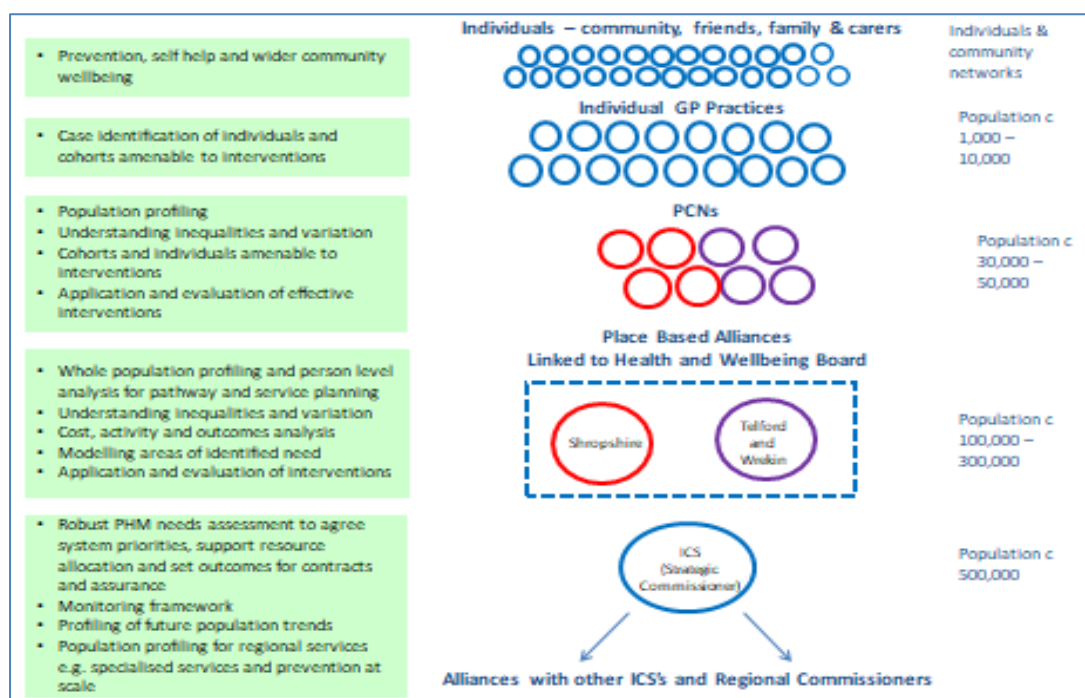 Individuals – community, friends, family & carers
• Prevention, self help and wider community
wellbeing
Individuals &
community
networks
Individual GP Practices
• Case identification of individuals and
cohorts amenable to interventions
Population c
1,000 –
10,000
PCNs
• Population profiling
• Understanding inequalities and variation
• Cohorts and individuals amenable to
interventions
• Application and evaluation of effective
interventions
Population c
30,000 –
50,000
Place Based Alliances
Linked to Health and Wellbeing Board
• Whole population profiling and person level
analysis for pathway and service planning
• Understanding inequalities and variation
• Cost, activity and outcomes analysis
• Modelling areas of identified need
• Application and evaluation of interventions
Shropshire
Telford
and
Wrekin
Population c
100,000 –
300,000
• Robust PHM needs assessment to agree
system priorities, support resource
allocation and set outcomes for contracts
and assurance
• Monitoring framework
• Profiling of future population trends
• Population profiling for regional services
e.g. specialised services and prevention at
scale
ICS
(Strategic
Commissioner)
Population c
500,000
Alliances with other ICS's and Regional Commissioners